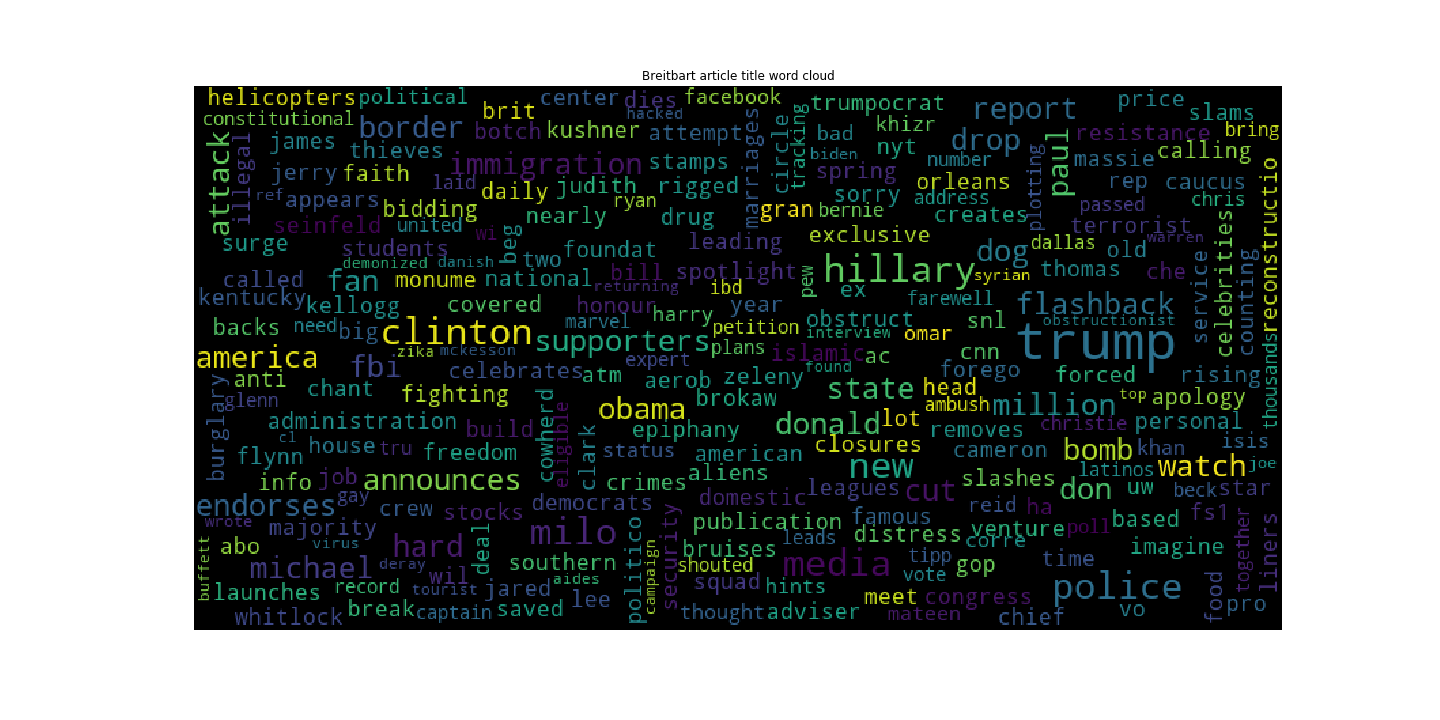 Breitbart article title word cloud
helicopters political brit center dies facebook trumpocrat report price slams
constitutional hacked
attack illegal james border botch kushner attempt marriages circle tracking bad khizr nyt drop paul resistance bring
thieves immigration stamps biden number plotting massie calling
jerry faith laid daily judith rigged spring orleans rep caucus
ref appears bidding ryan sorry address passed chris
seinfeld united wi beg nearly drug gran bernie creates terrorist
surge students two foundat leading exclusive dog dallas old warren
demonized danish
called fan monume national bill spotlight pew hillary syrian thomas che service celebrities counting thousands reconstructio
returning ibd ex
kentucky kellogg covered honour harry year farewell flashback
backs need big clinton marvel petition obstruct interview omar snl obstructionist
america fbi zika mckesson supporters expert plans islamic ac cnn trump
found
anti chant celebrates atm aerob zeleny forego forced rising
burglary glenn fighting cowherd eligible brokaw state head top apology
obama ambush million
administration build clark epiphany donald lot removes christie personal
cl closures
flynn house tru freedom status american new cameron bomb khan isis
info job announces crimes aliens slashes latinos watch joe
gay leagues cut don uw beck star
endorses crew stocks democrats domestic reid ha
wrote majority milo publication famous venture poll based fs1
virus hard deal politico security bruises leads distress corre imagine together liners
buffett abo southern campaign shouted media tipp gop time
michael deray wil aides squad hints vote police food
launches record tourist jared lee meet congress pro
whitlock break captain saved thought adviser mateen chief vo